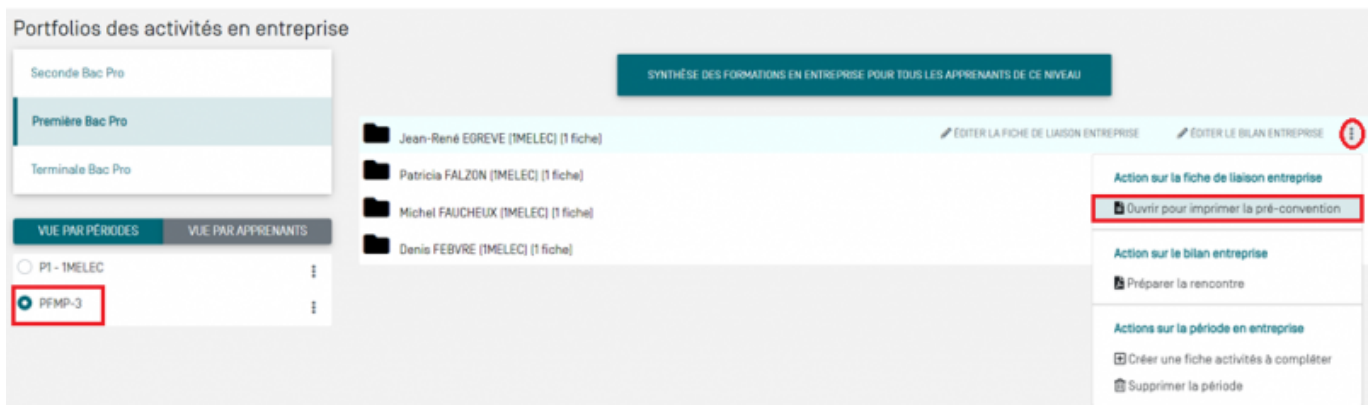 Portfolios des activités en entreprise
Seconde Bac Pro
Première Bac Pro
Terminale Bac Pro
VUE PAR PÉRIODES VUE PAR APPRENANTS
P1 - 1MELEC
PFMP-3
SYNTHÈSE DES FORMATIONS EN ENTREPRISE POUR TOUS LES APPRENANTS DE CE NIVEAU
Jean-René EGREVE (1MELEC) (1 fiche) ÉDITER LA FICHE DE LIAISON ENTREPRISE ÉDITER LE BILAN ENTREPRISE
Patricia FALZON (1MELEC) (1 fiche)
Michel FAUCHEUX (1MELEC) (1 fiche)
Denis FEBVRE (1MELEC) (1 fiche)
Action sur la fiche de liaison entreprise
Ouvrir pour imprimer la pré-convention
Action sur le bilan entreprise
Préparer la rencontre
Actions sur la période en entreprise
Créer une fiche activités à compléter
Supprimer la période